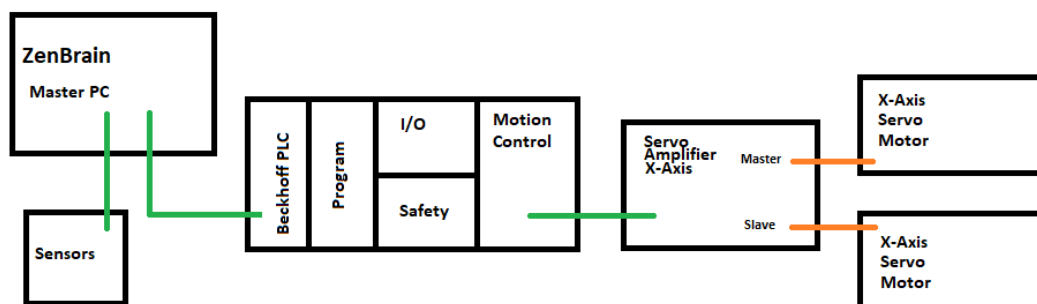 ZenBrain
Master PC
Sensors
Beckhoff PLC
Program
I/O
Safety
Motion
Control
Servo
Amplifier
X-Axis
Master
Slave
X-Axis
Servo
Motor
X-Axis
Servo
Motor